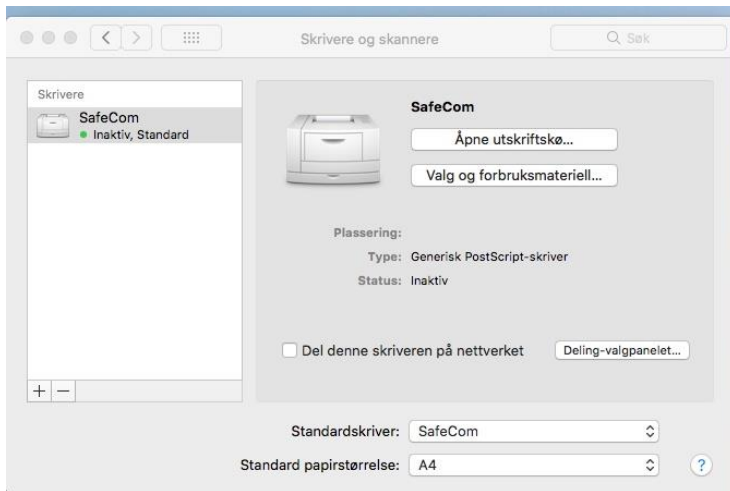 Skrivere og skannere
Søk
Skrivere
SafeCom
Inaktiv, Standard
SafeCom
Åpne utskriftskø...
Valg og forbruksmateriell...
Plassering:
Type: Generisk PostScript-skriver
Status: Inaktiv
Del denne skriveren på nettverket
Deling-valgpanelet...
+ −
Standardskriver: SafeCom
Standard papirstørrelse: A4
?